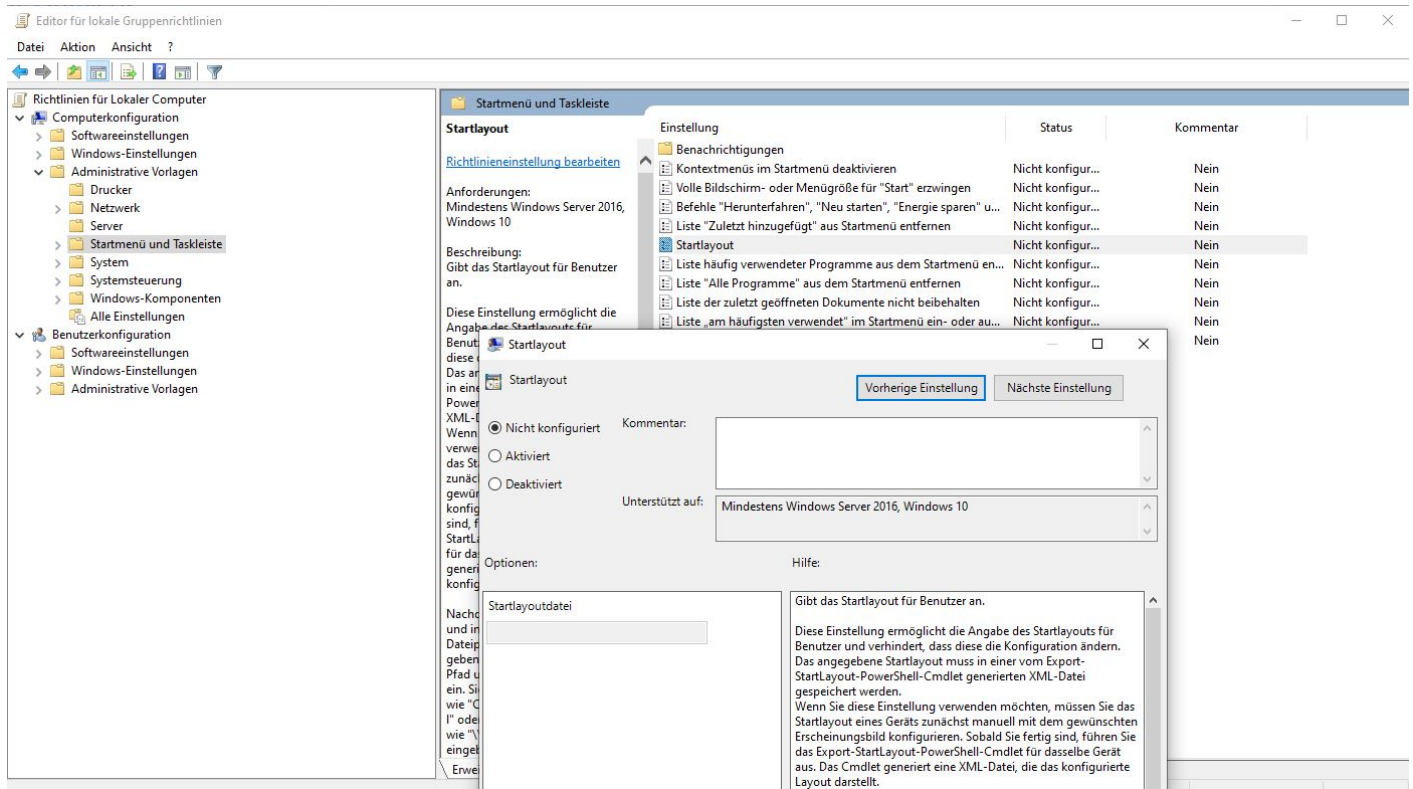 Editor für lokale Gruppenrichtlinien
Datei Aktion Ansicht ?
Richtlinien für Lokaler Computer
Computerkonfiguration
Softwareeinstellungen
Windows-Einstellungen
Administrative Vorlagen
Drucker
Netzwerk
Server
Startmenü und Taskleiste
System
Systemsteuerung
Windows-Komponenten
Alle Einstellungen
Benutzerkonfiguration
Softwareeinstellungen
Windows-Einstellungen
Administrative Vorlagen
Startmenü und Taskleiste
Startlayout
Richtlinieneinstellung bearbeiten
Anforderungen:
Mindestens Windows Server 2016,
Windows 10
Beschreibung:
Gibt das Startlayout für Benutzer
an.
Diese Einstellung ermöglicht die
Angabe des Startlayouts für
Einstellung Status Kommentar
Benachrichtigungen
Kontextmenüs im Startmenü deaktivieren Nicht konfigur... Nein
Volle Bildschirm- oder Menügröße für "Start" erzwingen Nicht konfigur... Nein
Befehle "Herunterfahren", "Neu starten", "Energie sparen" u... Nicht konfigur... Nein
Liste "Zuletzt hinzugefügt" aus Startmenü entfernen Nicht konfigur... Nein
Startlayout Nicht konfigur... Nein
Liste häufig verwendeter Programme aus dem Startmenü en... Nicht konfigur... Nein
Liste "Alle Programme" aus dem Startmenü entfernen Nicht konfigur... Nein
Liste der zuletzt geöffneten Dokumente nicht beibehalten Nicht konfigur... Nein
Liste „am häufigsten verwendet" im Startmenü ein- oder au... Nicht konfigur... Nein
Nein
Startlayout
Startlayout
Vorherige Einstellung Nächste Einstellung
Nicht konfiguriert
Aktiviert
Deaktiviert
Kommentar:
Unterstützt auf:
Mindestens Windows Server 2016, Windows 10
Optionen:
Hilfe:
Startlayoutdatei
Gibt das Startlayout für Benutzer an.
Diese Einstellung ermöglicht die Angabe des Startlayouts für
Benutzer und verhindert, dass diese die Konfiguration ändern.
Das angegebene Startlayout muss in einer vom Export-
StartLayout-PowerShell-Cmdlet generierten XML-Datei
gespeichert werden.
Wenn Sie diese Einstellung verwenden möchten, müssen Sie das
Startlayout eines Geräts zunächst manuell mit dem gewünschten
Erscheinungsbild konfigurieren. Sobald Sie fertig sind, führen Sie
das Export-StartLayout-PowerShell-Cmdlet für dasselbe Gerät
aus. Das Cmdlet generiert eine XML-Datei, die das konfigurierte
Layout darstellt.